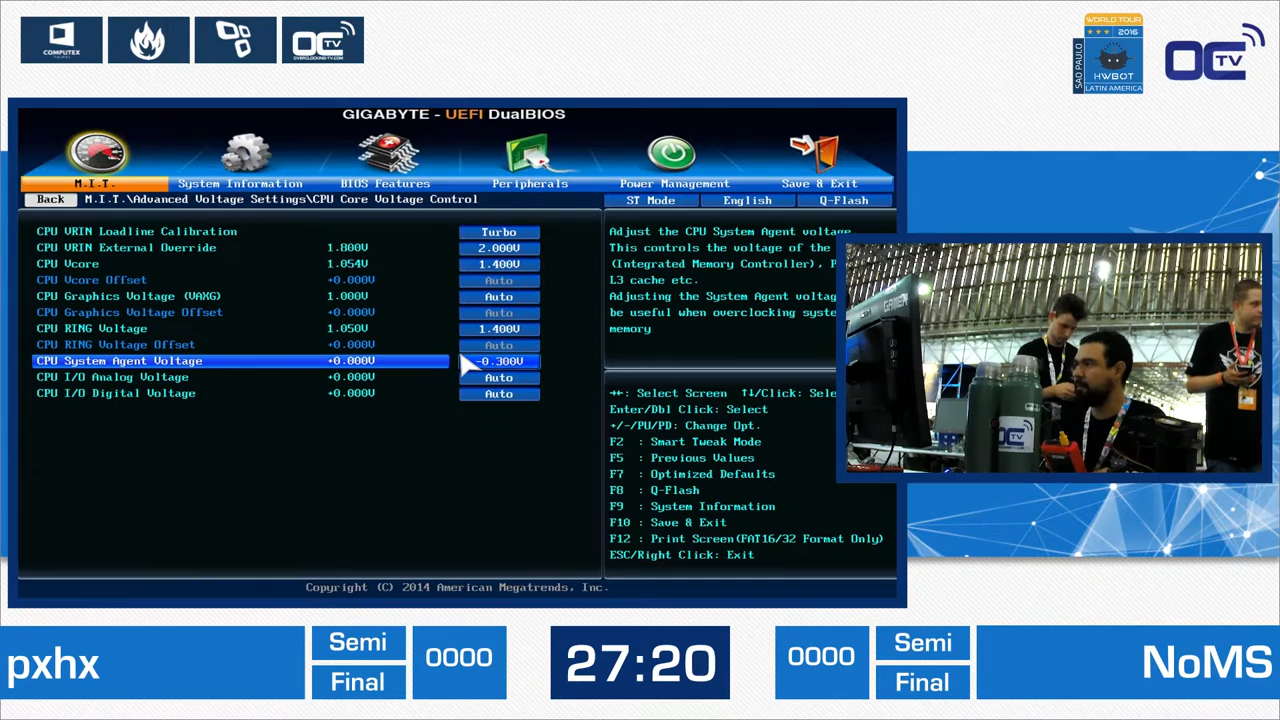 COMPUTEX
OC TV
OVERCLOCKING-TV.COM
WORLD TOUR
2016
SAO PAULO
HWBOT
LATIN AMERICA
OC TV
GIGABYTE - UEFI DualBIOS
M.I.T. System Information BIOS Features Peripherals Power Management Save & Exit
Back M.I.T.\Advanced Voltage Settings\CPU Core Voltage Control ST Mode English Q-Flash
CPU VRIN Loadline Calibration Turbo
CPU VRIN External Override 1.800V 2.000V
CPU Vcore 1.054V 1.400V
CPU Vcore Offset +0.000V Auto
CPU Graphics Voltage (VAXG) 1.000V Auto
CPU Graphics Voltage Offset +0.000V Auto
CPU RING Voltage 1.050V 1.400V
CPU RING Voltage Offset +0.000V Auto
CPU System Agent Voltage +0.000V -0.300V
CPU I/O Analog Voltage +0.000V Auto
CPU I/O Digital Voltage +0.000V Auto
Adjust the CPU System Agent voltage.
This controls the voltage of the
(Integrated Memory Controller), P
L3 cache etc.
Adjusting the System Agent volta
be useful when overclocking syste
memory
→←: Select Screen ↑↓/Click: Sele
Enter/Dbl Click: Select
+/-/PU/PD: Change Opt.
F2 : Smart Tweak Mode
F5 : Previous Values
F7 : Optimized Defaults
F8 : Q-Flash
F9 : System Information
F10 : Save & Exit
F12 : Print Screen(FAT16/32 Format Only)
ESC/Right Click: Exit
Copyright (C) 2014 American Megatrends, Inc.
OC TV
pxhx
Semi
Final
0000
27:20
0000
Semi
Final
NoMS